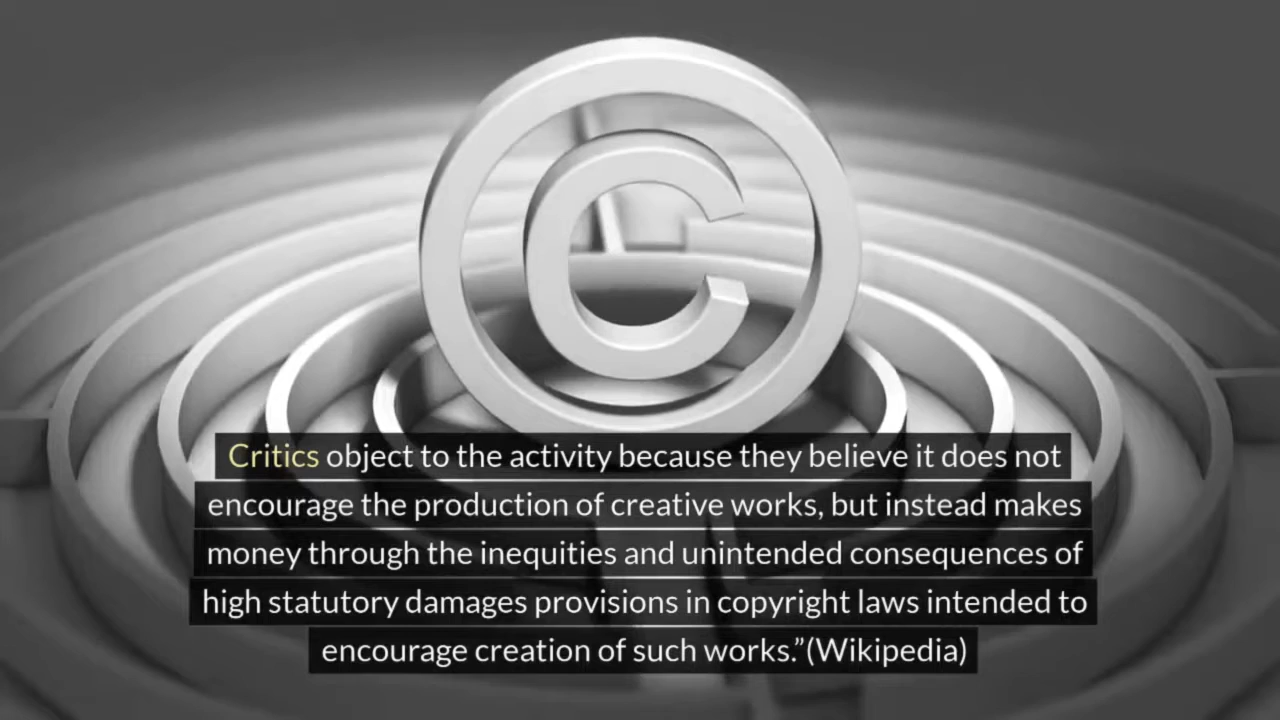 Critics object to the activity because they believe it does not
encourage the production of creative works, but instead makes
money through the inequities and unintended consequences of
high statutory damages provisions in copyright laws intended to
encourage creation of such works.”(Wikipedia)